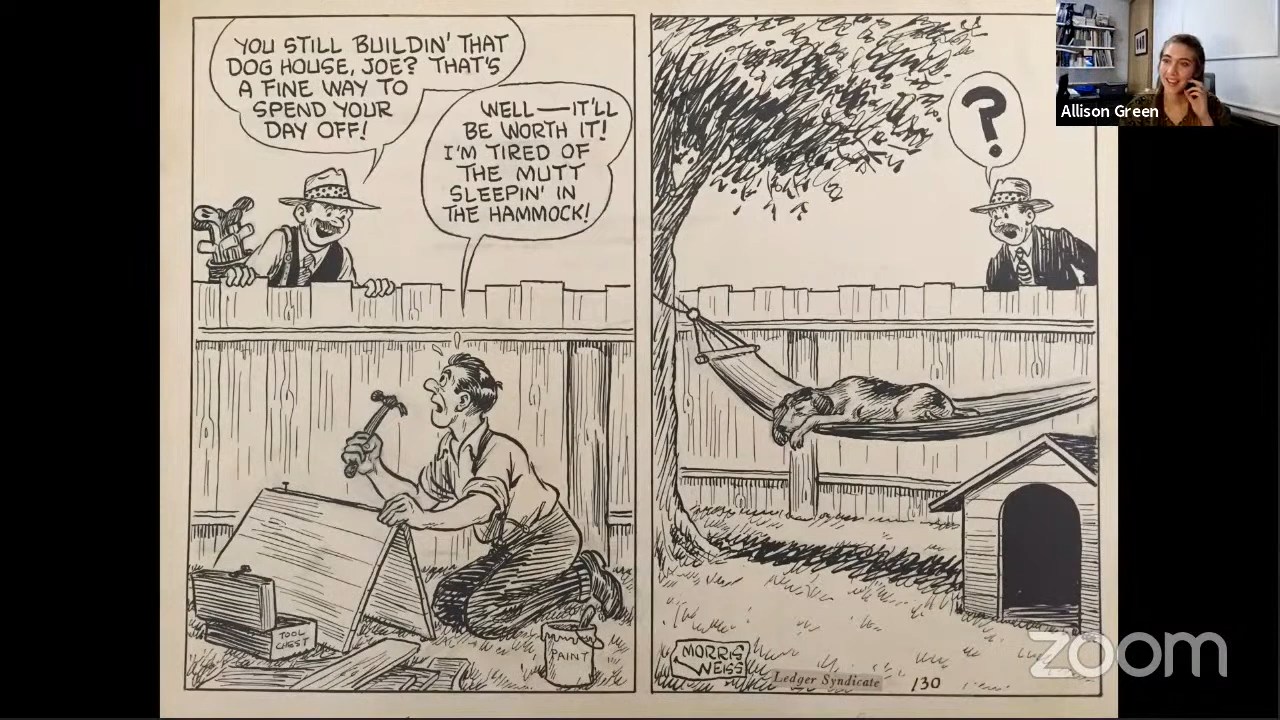 YOU STILL BUILDIN' THAT
DOG HOUSE, JOE? THAT'S
A FINE WAY TO
SPEND YOUR
DAY OFF!
WELL—IT'LL
BE WORTH IT!
I'M TIRED OF
THE MUTT
SLEEPIN' IN
THE HAMMOCK!
TOOL
CHEST
PAINT
?
MORRIS
WEISS
Ledger Syndicate
130
Allison Green
zoom